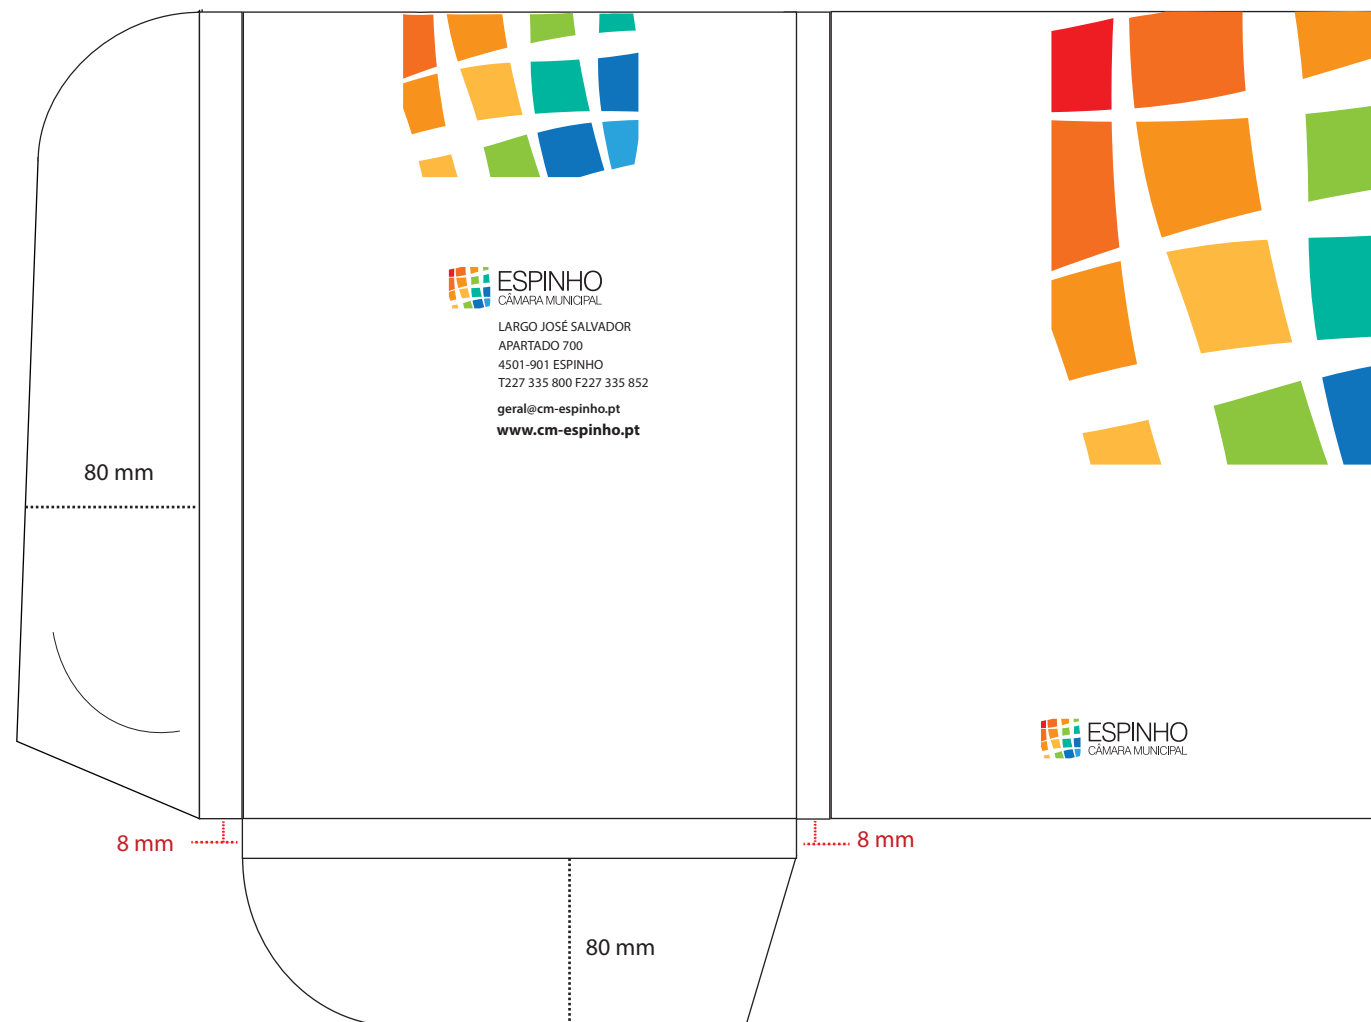 ESPINHO
CÂMARA MUNICIPAL
LARGO JOSÉ SALVADOR
APARTADO 700
4501-901 ESPINHO
T227 335 800 F227 335 852
geral@cm-espinho.pt
www.cm-espinho.pt
80 mm
ESPINHO
CÂMARA MUNICIPAL
8 mm
8 mm
80 mm